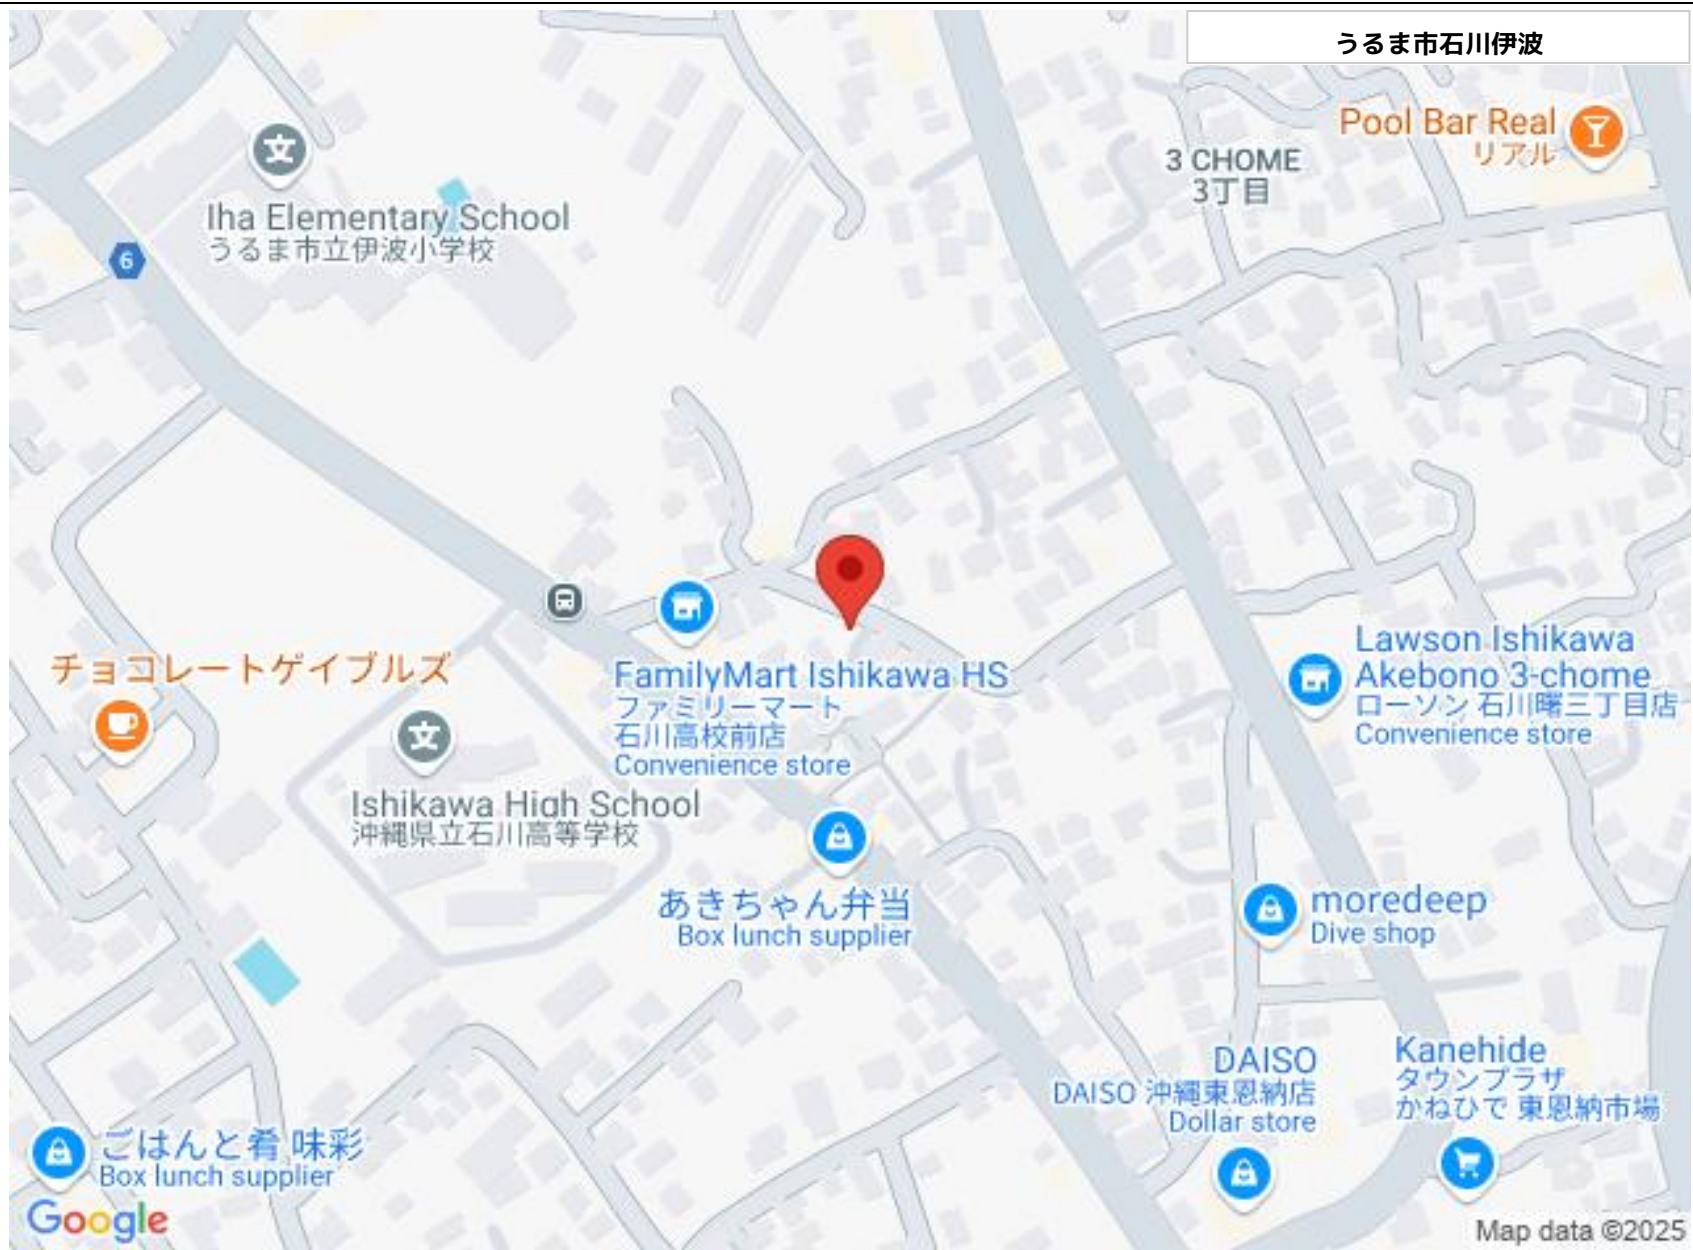 うるま市石川伊波
Pool Bar Real
リアル
3 CHOME
3丁目
文
Iha Elementary School
うるま市立伊波小学校
6
チョコレートゲイブルズ
FamilyMart Ishikawa HS
ファミリーマート
石川高校前店
Convenience store
Lawson Ishikawa
Akebono 3-chome
ローソン 石川曙三丁目店
Convenience store
文
Ishikawa High School
沖縄県立石川高等学校
あきちゃん弁当
Box lunch supplier
moredeep
Dive shop
DAISO
DAISO 沖縄東恩納店
Dollar store
Kanehide
タウンプラザ
かねひで 東恩納市場
ごはんと肴 味彩
Box lunch supplier
Google
Map data ©2025